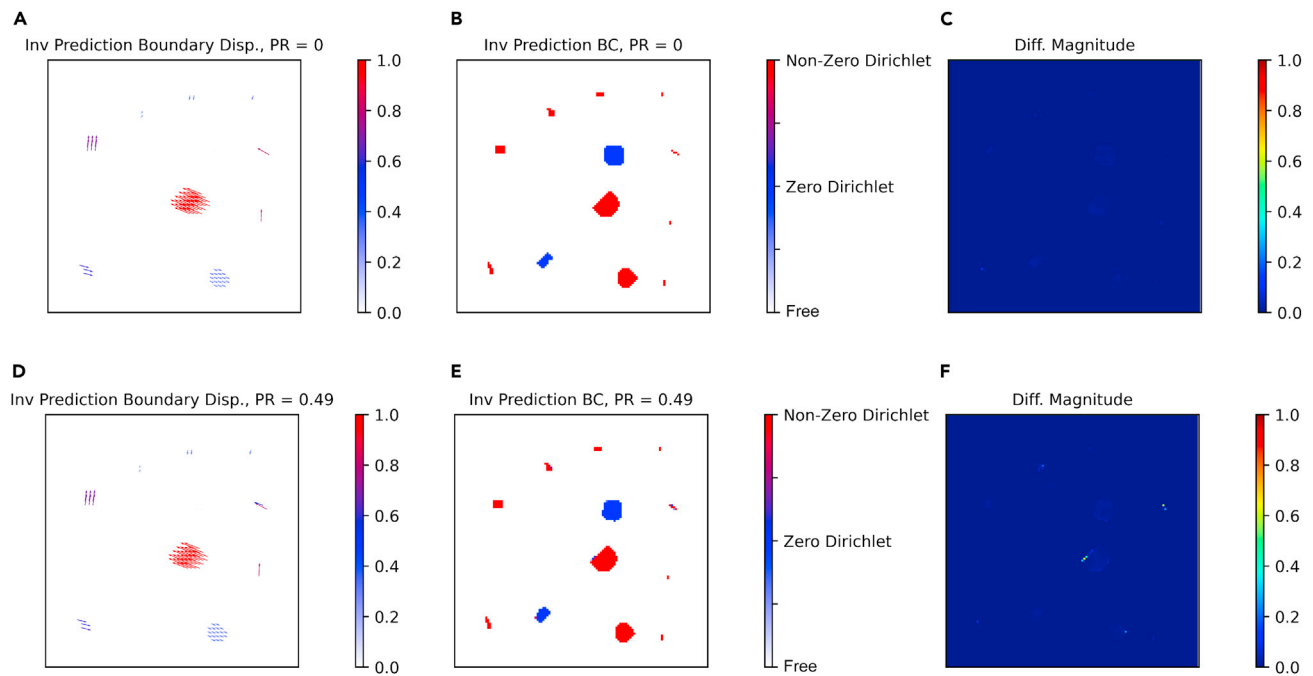 A
B
C
Inv Prediction Boundary Disp., PR = 0
Inv Prediction BC, PR = 0
Diff. Magnitude
1.0
0.8
0.6
0.4
0.2
0.0
Non-Zero Dirichlet
Zero Dirichlet
Free
1.0
0.8
0.6
0.4
0.2
0.0
D
E
F
Inv Prediction Boundary Disp., PR = 0.49
Inv Prediction BC, PR = 0.49
Diff. Magnitude
1.0
0.8
0.6
0.4
0.2
0.0
Non-Zero Dirichlet
Zero Dirichlet
Free
1.0
0.8
0.6
0.4
0.2
0.0